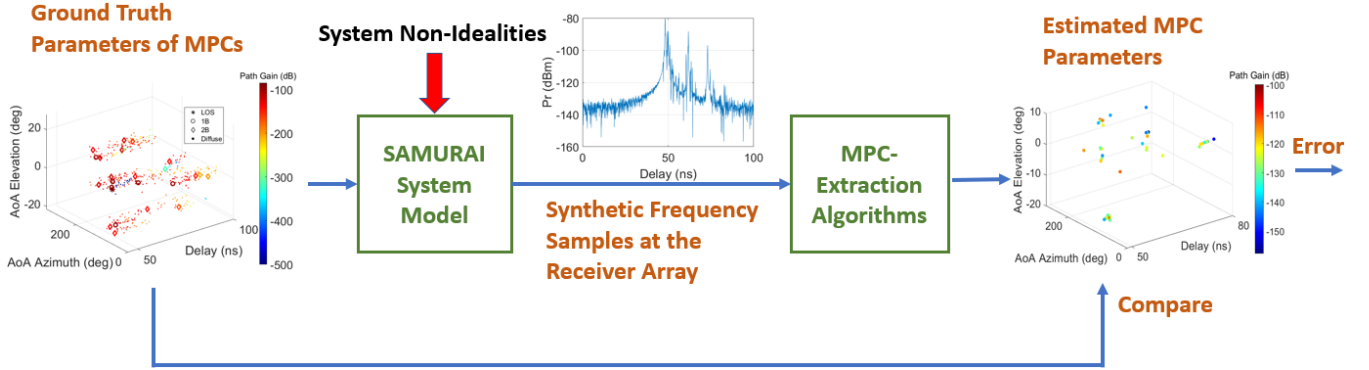 Ground Truth
Parameters of MPCs
Path Gain (dB)
-100
-200
-300
-400
-500
LOS
1B
2B
Diffuse
20
0
-20
AoA Elevation (deg)
200
0
AoA Azimuth (deg)
50
100
Delay (ns)
System Non-Idealities
SAMURAI
System
Model
-80
-100
-120
-140
-160
Pr (dBm)
0
50
100
Delay (ns)
Synthetic Frequency
Samples at the
Receiver Array
MPC-
Extraction
Algorithms
Estimated MPC
Parameters
Path Gain (dB)
-100
-110
-120
-130
-140
-150
10
0
-10
-20
AoA Elevation (deg)
200
0
AoA Azimuth (deg)
50
80
Delay (ns)
Error
Compare